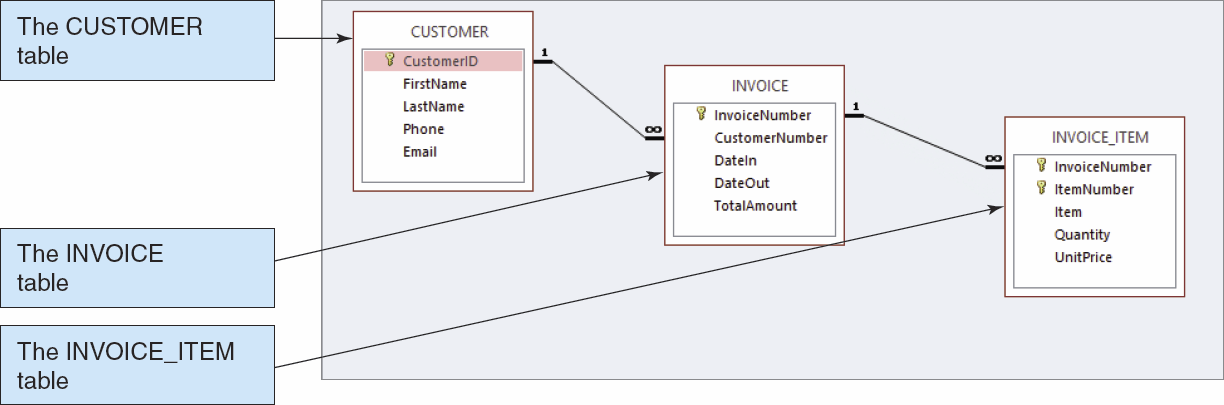 The CUSTOMER
table
The INVOICE
table
The INVOICE_ITEM
table
CUSTOMER
CustomerID
FirstName
LastName
Phone
Email
1
∞
INVOICE
InvoiceNumber
CustomerNumber
DateIn
DateOut
TotalAmount
1
∞
INVOICE_ITEM
InvoiceNumber
ItemNumber
Item
Quantity
UnitPrice